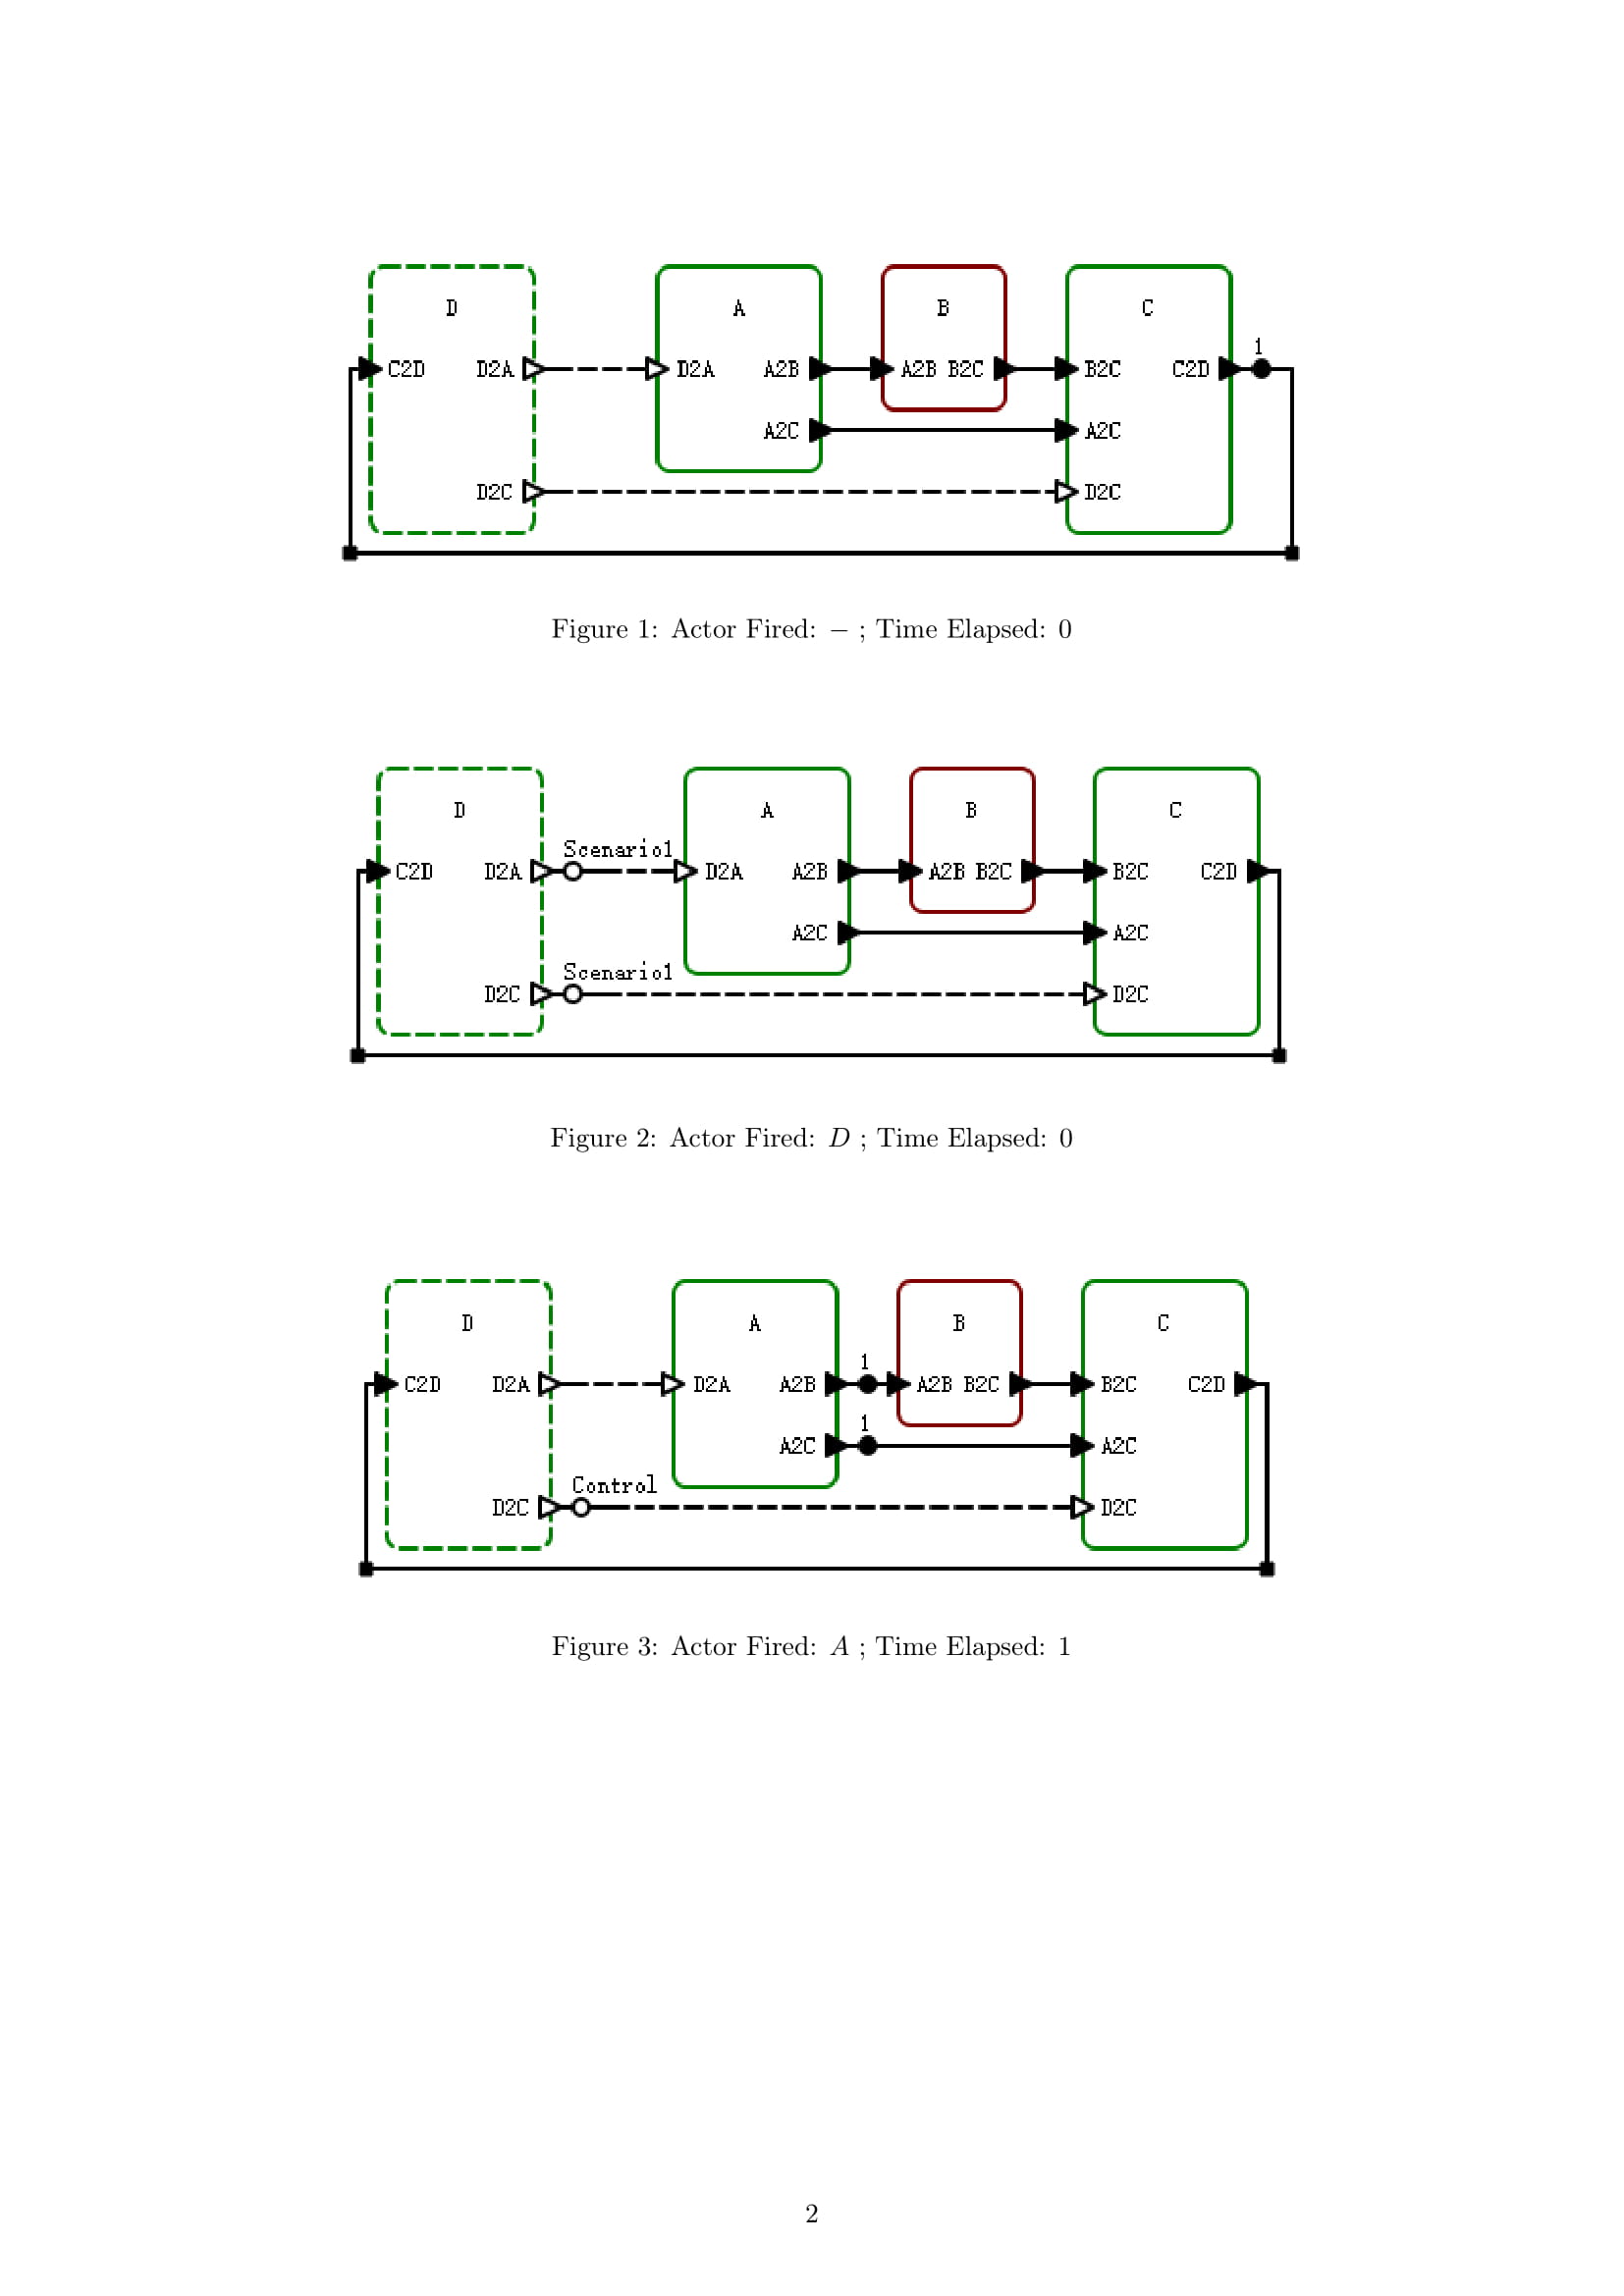 D A B C
1
C2D D2A D2A A2B A2B B2C B2C C2D
A2C A2C
D2C D2C
Figure 1: Actor Fired: − ; Time Elapsed: 0
D A B C
Scenario1
C2D D2A D2A A2B A2B B2C B2C C2D
A2C A2C
Scenario1
D2C D2C
Figure 2: Actor Fired: D ; Time Elapsed: 0
D A B C
1
C2D D2A D2A A2B A2B B2C B2C C2D
1
A2C A2C
Control
D2C D2C
Figure 3: Actor Fired: A ; Time Elapsed: 1
2